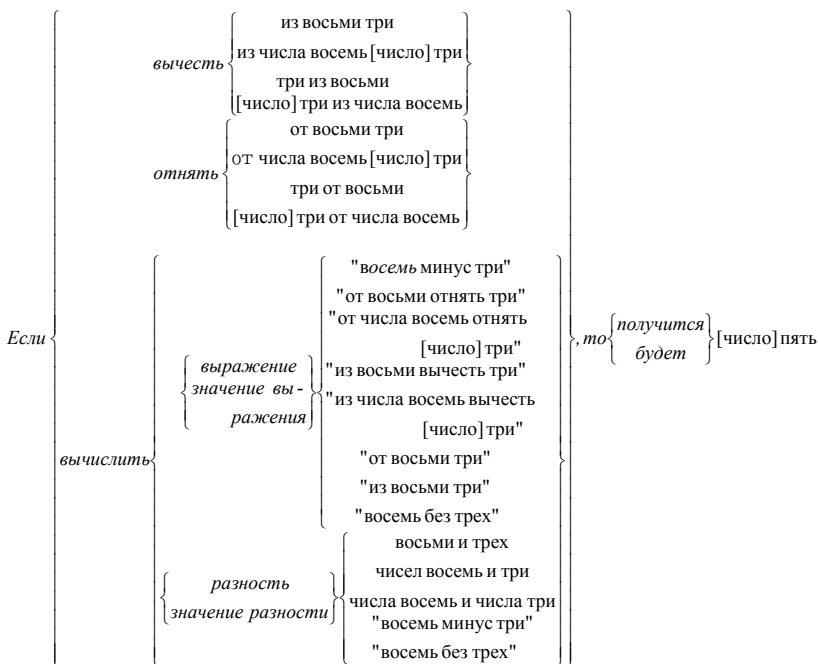 из восьми три
из числа восемь [число] три
вычесть
три из восьми
[число] три из числа восемь
от восьми три
от числа восемь [число] три
отнять
три от восьми
[число] три от числа восемь
"восемь минус три"
"от восьми отнять три"
"от числа восемь отнять
[число] три"
Если
выражение
значение вы-
ражения
"из восьми вычесть три"
"из числа восемь вычесть
[число] три"
, то
получится
будет
[число] пять
вычислить
"от восьми три"
"из восьми три"
"восемь без трех"
восьми и трех
чисел восемь и три
разность
значение разности
числа восемь и числа три
"восемь минус три"
"восемь без трех"